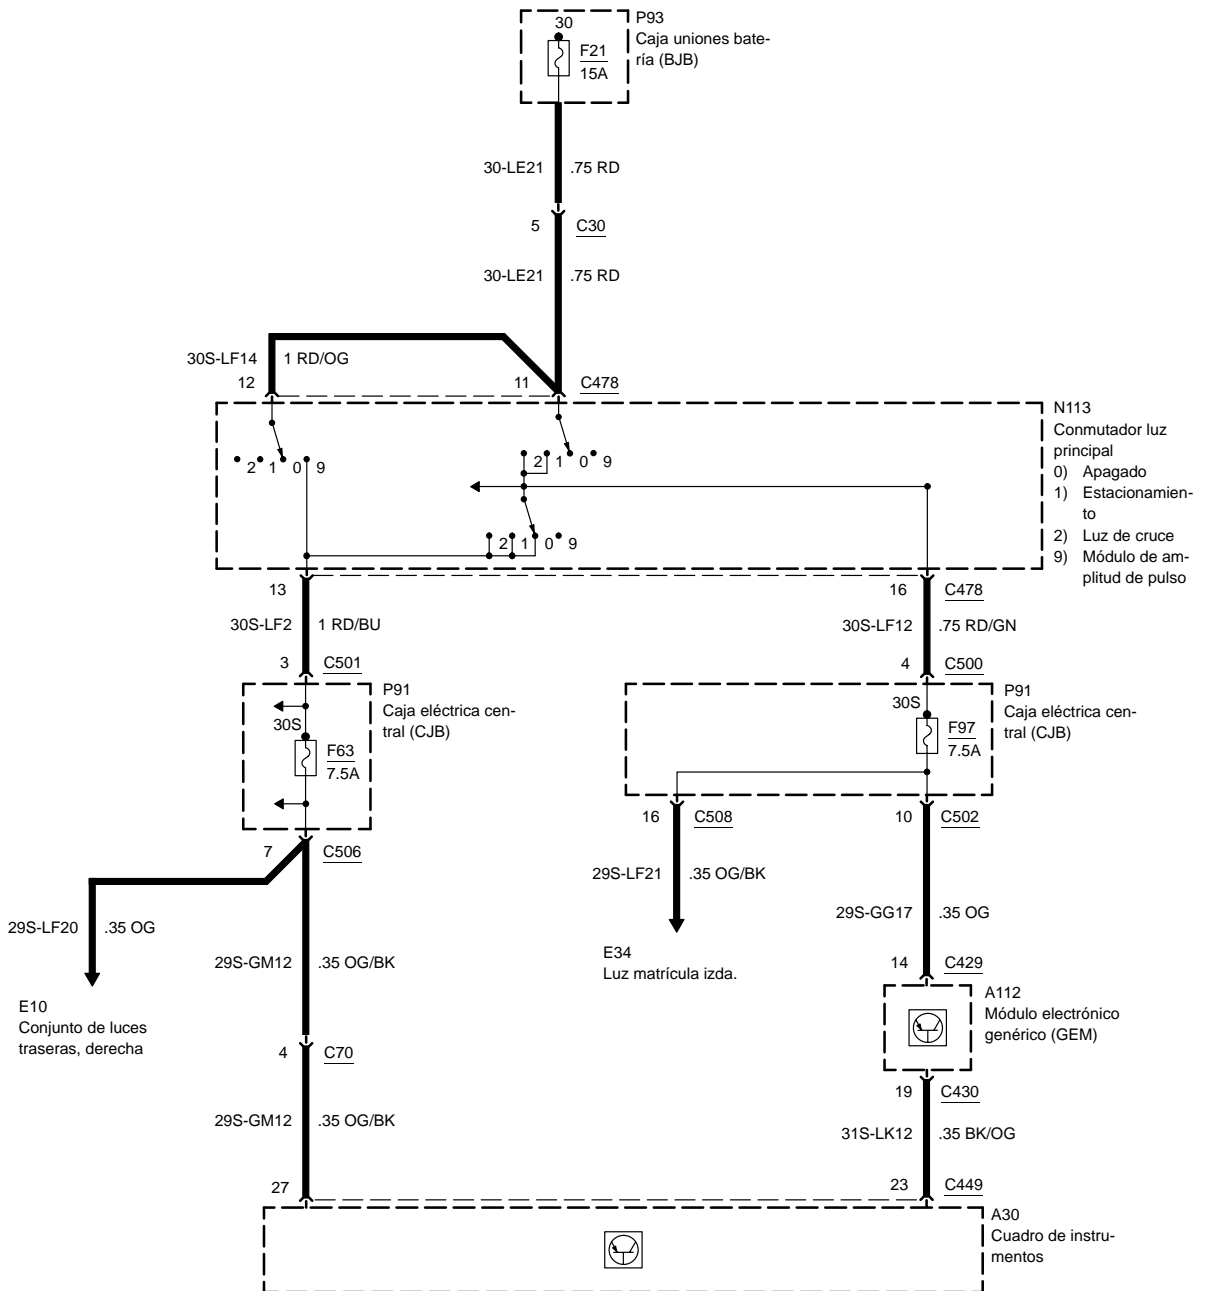 30
P93
Caja uniones bate-
ría (BJB)
F21
15A
30-LE21 .75 RD
5 C30
30-LE21 .75 RD
30S-LF14 1 RD/OG
12 11 C478
N113
Conmutador luz
principal
0) Apagado
1) Estacionamien-
to
2) Luz de cruce
9) Módulo de am-
plitud de pulso
2 1 0 9
2 1 0 9
2 1 0 9
13 16 C478
30S-LF2 1 RD/BU
30S-LF12 .75 RD/GN
3 C501
4 C500
P91
Caja eléctrica cen-
tral (CJB)
30S
F63
7.5A
P91
Caja eléctrica cen-
tral (CJB)
30S
F97
7.5A
7 C506
16 C508
10 C502
29S-LF20 .35 OG
29S-GM12 .35 OG/BK
29S-LF21 .35 OG/BK
29S-GG17 .35 OG
E10
Conjunto de luces
traseras, derecha
E34
Luz matrícula izda.
14 C429
A112
Módulo electrónico
genérico (GEM)
4 C70
19 C430
29S-GM12 .35 OG/BK
31S-LK12 .35 BK/OG
27 23 C449
A30
Cuadro de instru-
mentos